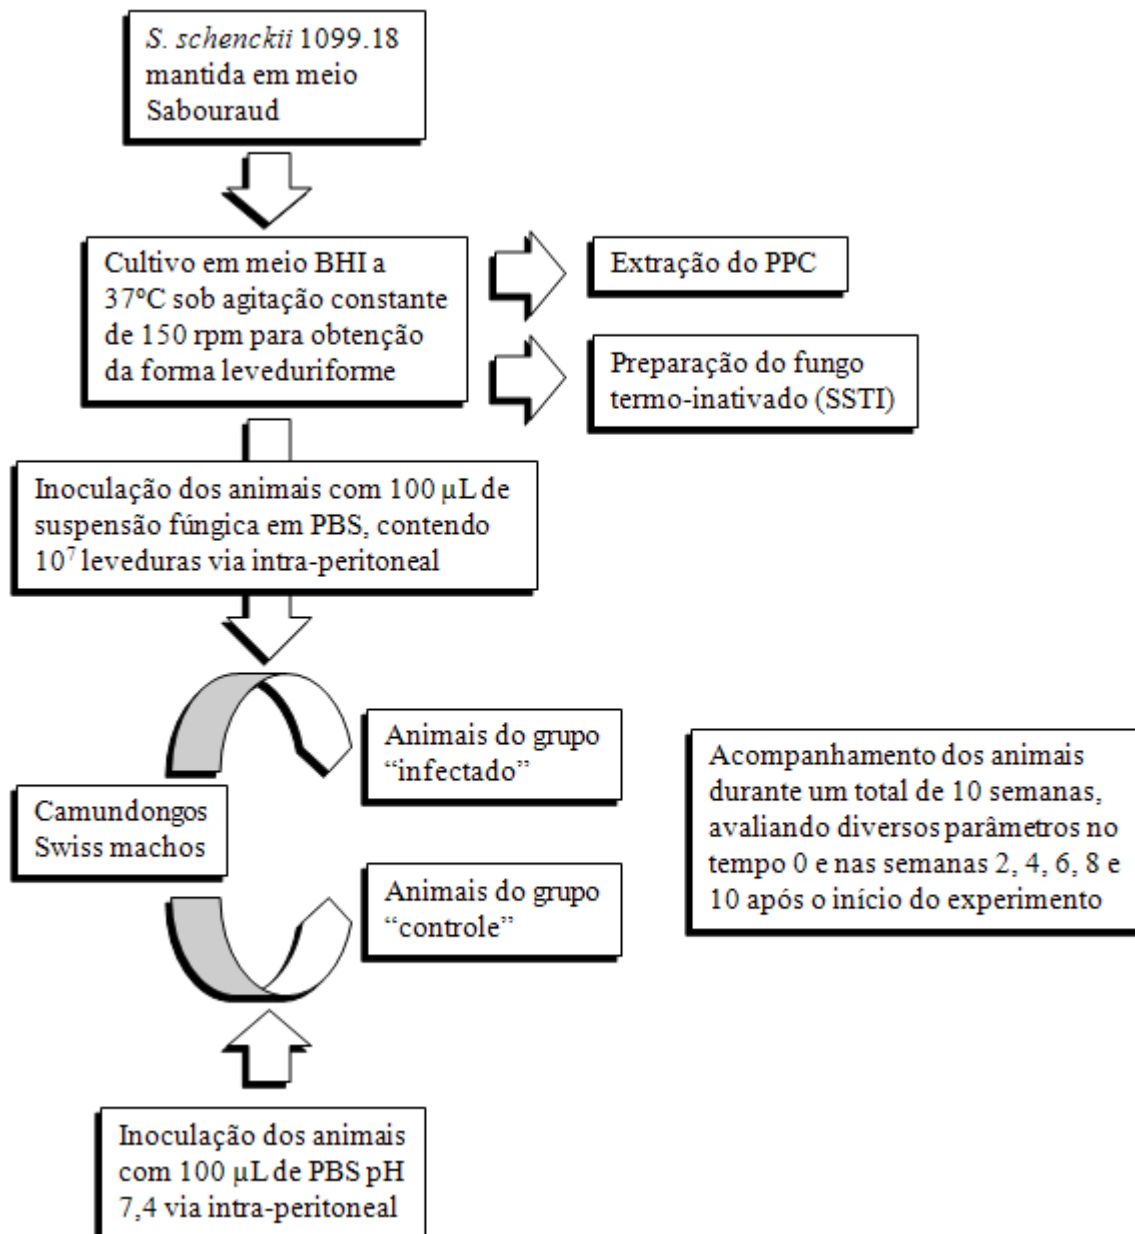 S. schenckii 1099.18
mantida em meio
Sabouraud
Cultivo em meio BHI a
37ºC sob agitação constante
de 150 rpm para obtenção
da forma leveduriforme
Extração do PPC
Preparação do fungo
termo-inativado (SSTI)
Inoculação dos animais com 100 µL de
suspensão fúngica em PBS, contendo
10⁷ leveduras via intra-peritoneal
Animais do grupo
“infectado”
Camundongos
Swiss machos
Animais do grupo
“controle”
Acompanhamento dos animais
durante um total de 10 semanas,
avaliando diversos parâmetros no
tempo 0 e nas semanas 2, 4, 6, 8 e
10 após o início do experimento
Inoculação dos animais
com 100 µL de PBS pH
7,4 via intra-peritoneal